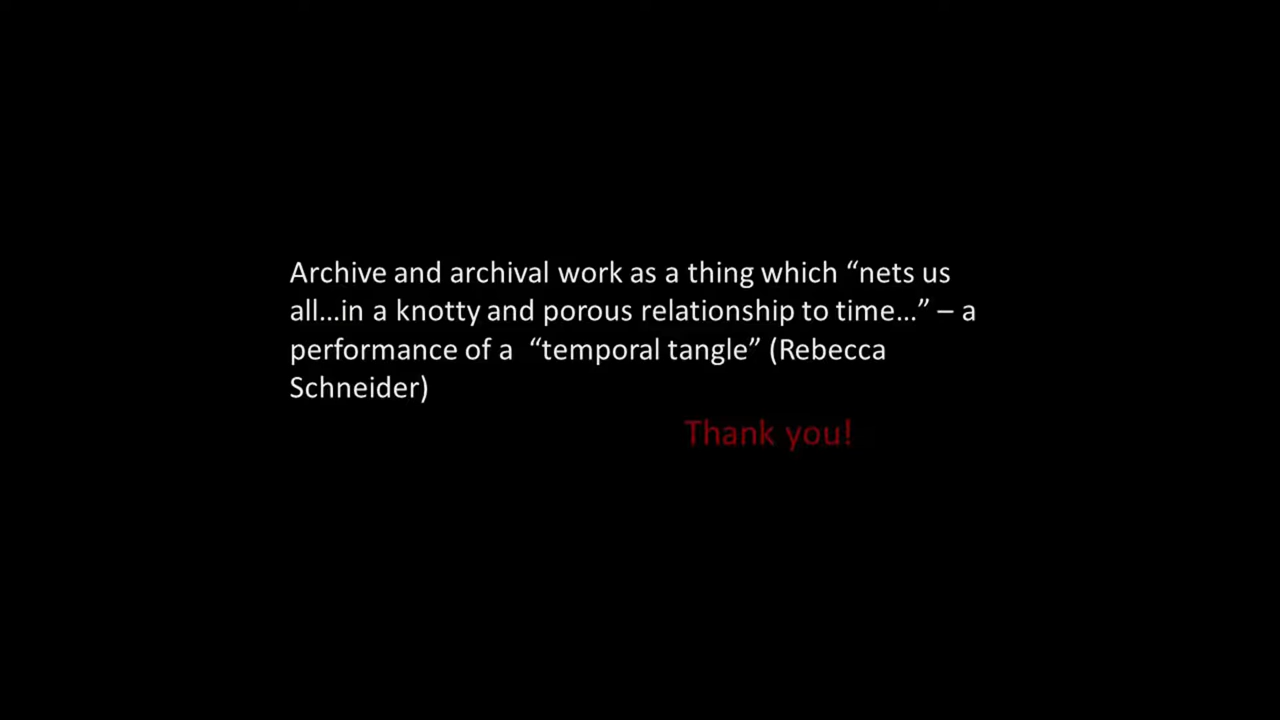 Archive and archival work as a thing which “nets us
all…in a knotty and porous relationship to time…” – a
performance of a “temporal tangle” (Rebecca
Schneider)
Thank you!